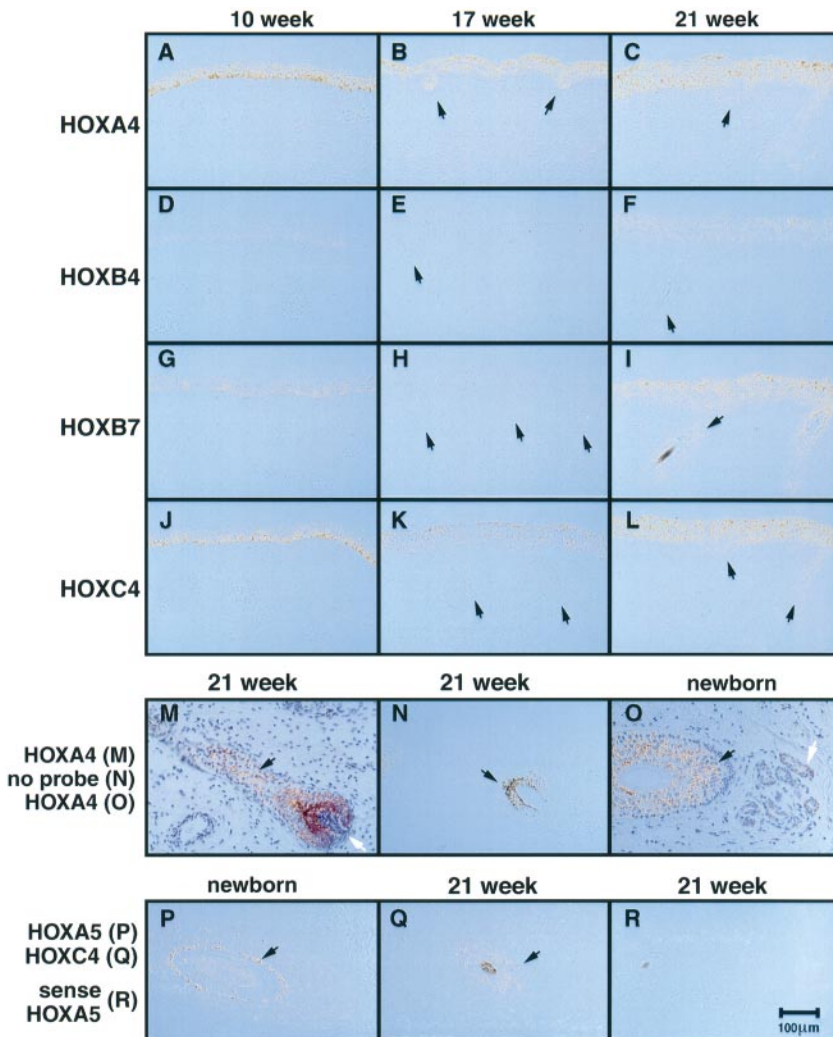 10 week 17 week 21 week
A B C
HOXA4
D E F
HOXB4
G H I
HOXB7
J K L
HOXC4
21 week 21 week newborn
M N O
HOXA4 (M)
no probe (N)
HOXA4 (O)
newborn 21 week 21 week
P Q R
HOXA5 (P)
HOXC4 (Q)
sense (R)
HOXA5
100µm